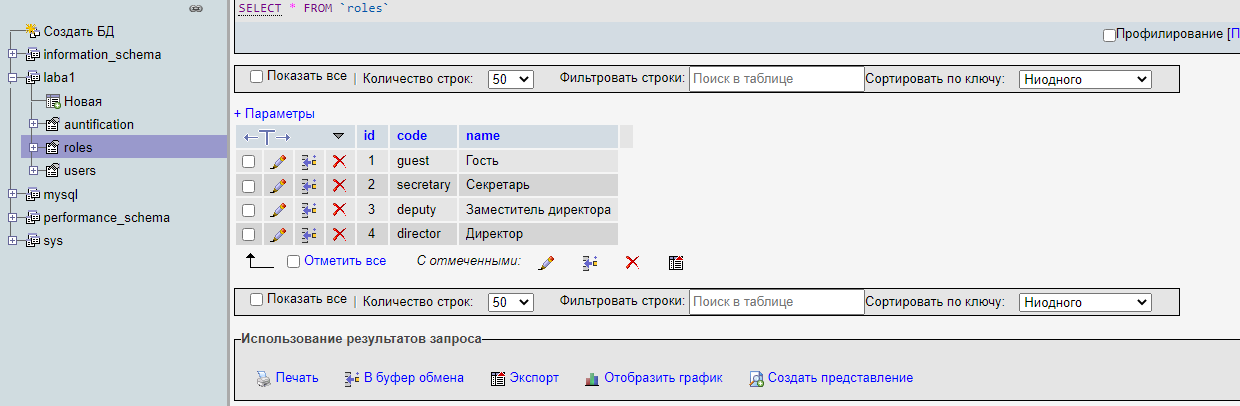 SELECT * FROM `roles`
Профилирование [П
Создать БД
information_schema
laba1
Новая
auntification
roles
users
mysql
performance_schema
sys
Показать все | Количество строк: 50 Фильтровать строки: Поиск в таблице Сортировать по ключу: Ниодного
+ Параметры
←T→ id code name
1 guest Гость
2 secretary Секретарь
3 deputy Заместитель директора
4 director Директор
Отметить все С отмеченными:
Показать все | Количество строк: 50 Фильтровать строки: Поиск в таблице Сортировать по ключу: Ниодного
Использование результатов запроса
Печать В буфер обмена Экспорт Отобразить график Создать представление